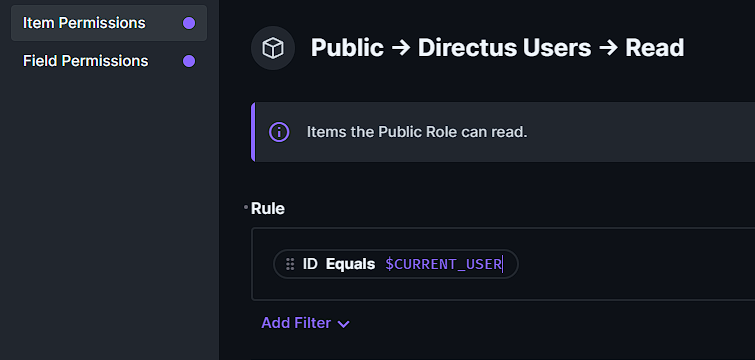 Item Permissions
Field Permissions
Public → Directus Users → Read
Items the Public Role can read.
Rule
ID Equals $CURRENT_USER
Add Filter